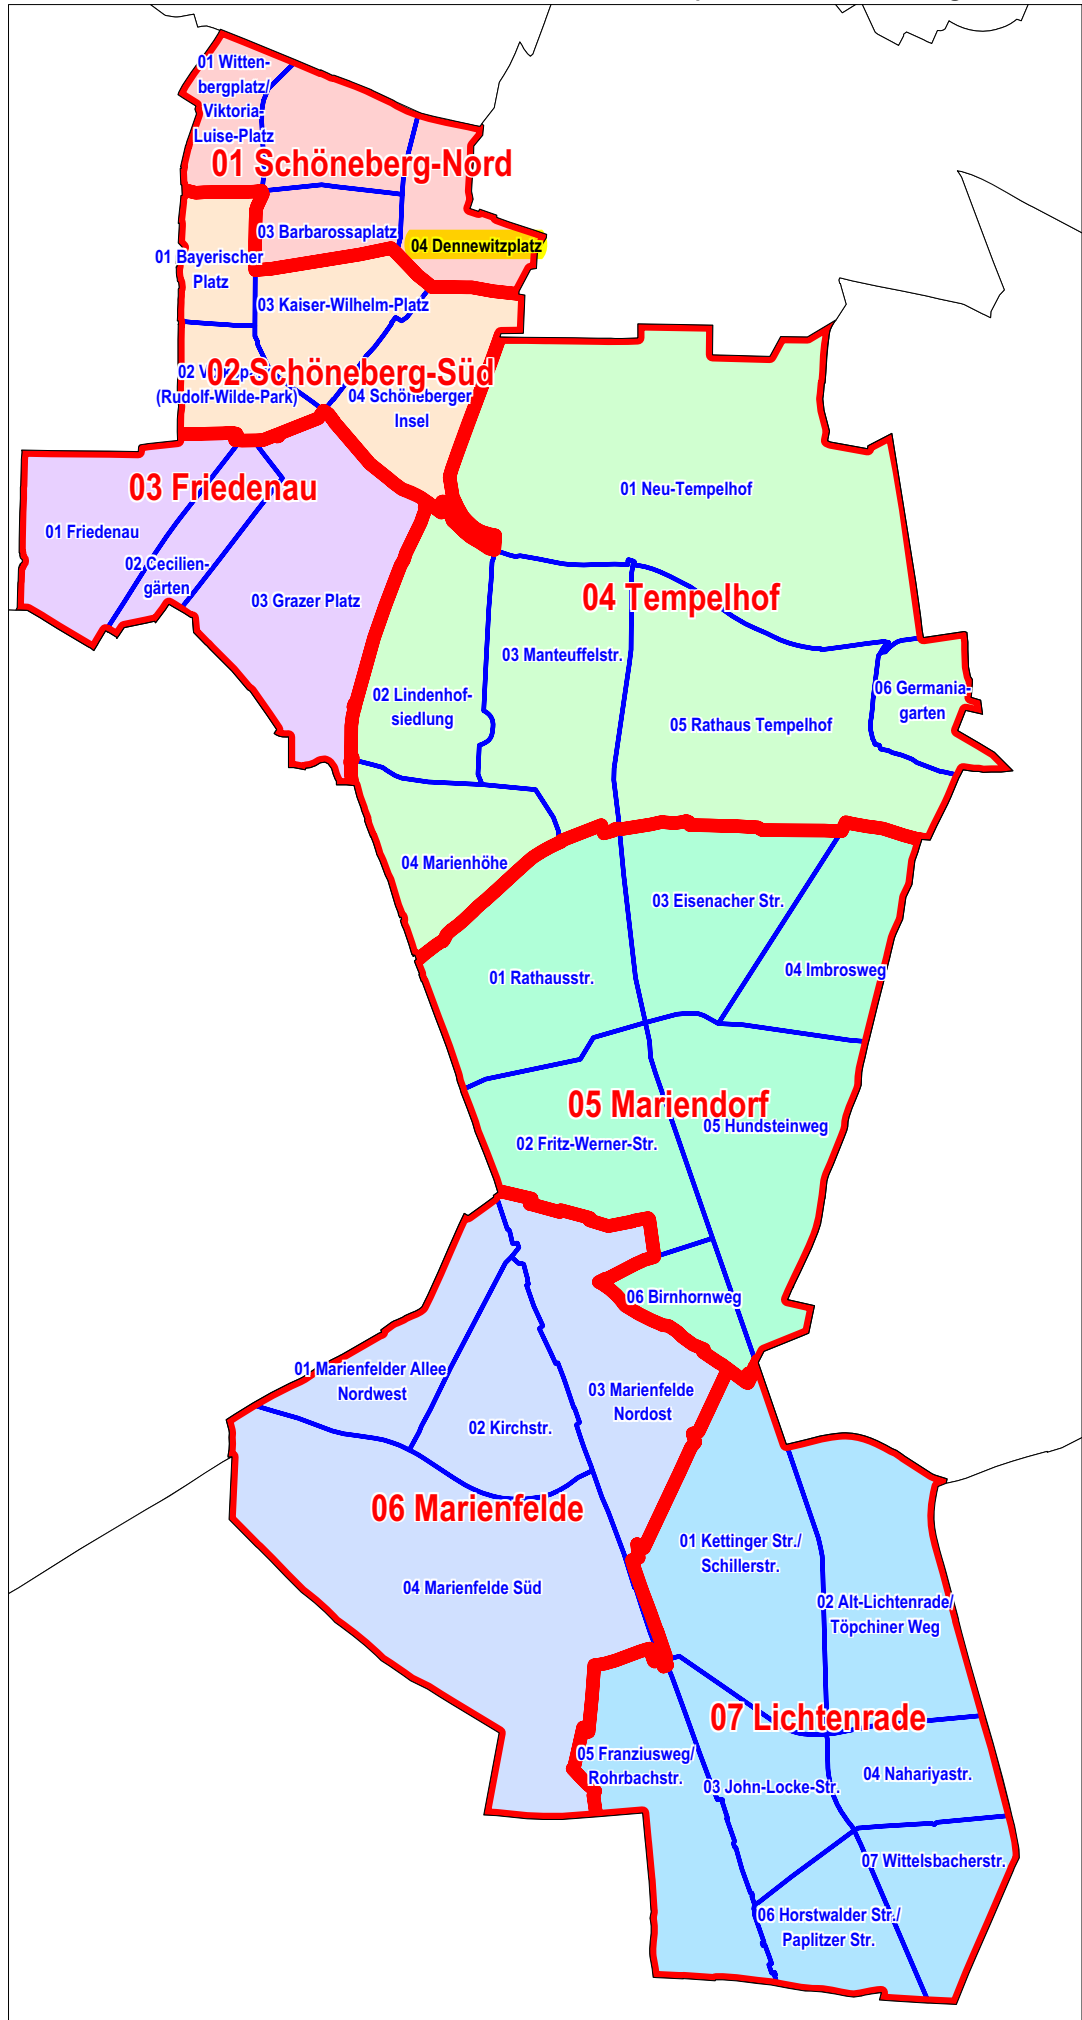 01 Witten-
bergplatz/
Viktoria-
Luise-Platz
01 Schöneberg-Nord
03 Barbarossaplatz
04 Dennewitzplatz
01 Bayerischer
Platz
03 Kaiser-Wilhelm-Platz
02 Schöneberg-Süd
02
(Rudolf-Wilde-Park)
04 Schöneberger
Insel
03 Friedenau
01 Friedenau
02 Cecilien-
gärten
03 Grazer Platz
01 Neu-Tempelhof
04 Tempelhof
03 Manteuffelstr.
02 Lindenhof-
siedlung
06 Germania-
garten
05 Rathaus Tempelhof
04 Marienhöhe
03 Eisenacher Str.
01 Rathausstr.
04 Imbrosweg
05 Mariendorf
05 Hundsteinweg
02 Fritz-Werner-Str.
06 Birnhornweg
01 Marienfelder Allee
Nordwest
03 Marienfelde
Nordost
02 Kirchstr.
06 Marienfelde
04 Marienfelde Süd
01 Kettinger Str./
Schillerstr.
02 Alt-Lichtenrade/
Töpchiner Weg
07 Lichtenrade
05 Franziusweg/
Rohrbachstr.
03 John-Locke-Str.
04 Nahariyastr.
07 Wittelsbacherstr.
06 Horstwalder Str./
Paplitzer Str.